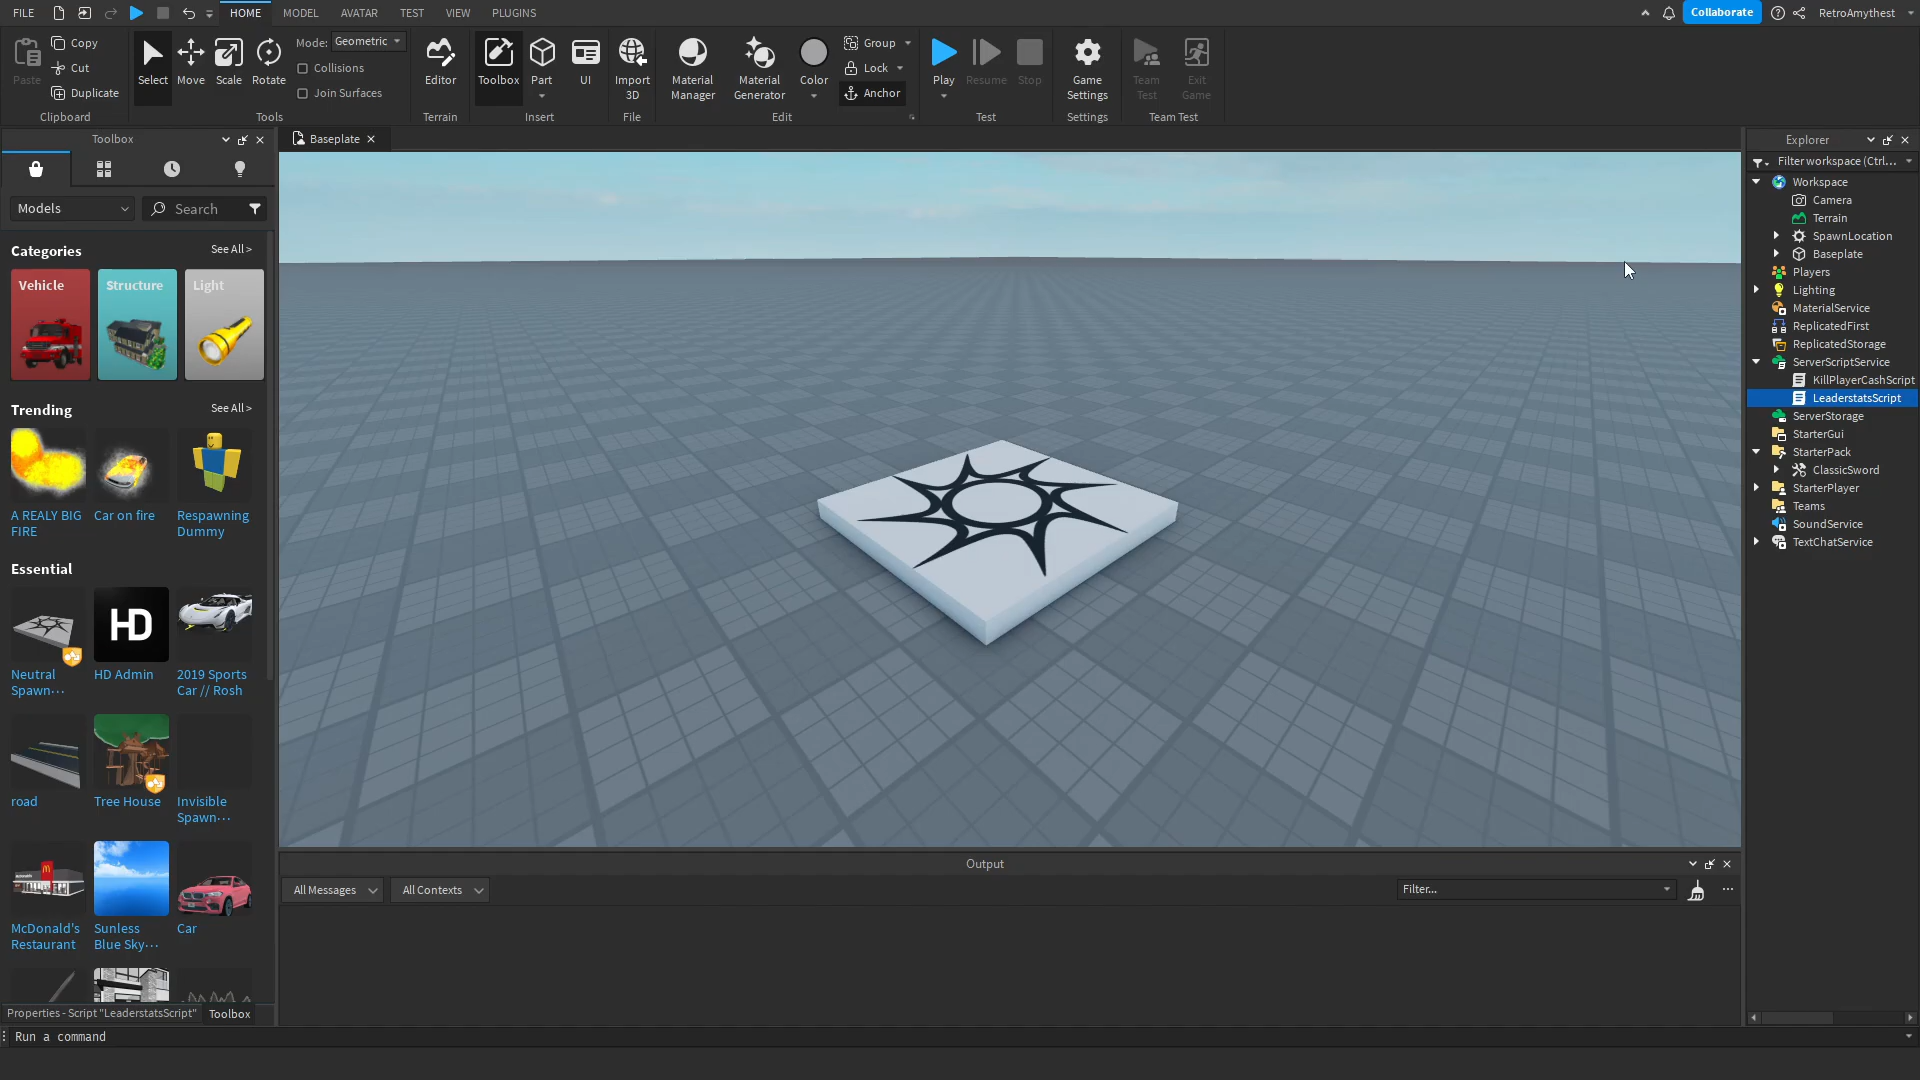 FILE
HOME
MODEL
AVATAR
TEST
VIEW
PLUGINS
Collaborate
RetroAmythest
Paste
Copy
Cut
Duplicate
Clipboard
Select
Move
Scale
Rotate
Mode: Geometric
Collisions
Join Surfaces
Tools
Editor
Terrain
Toolbox
Part
UI
Insert
Import
3D
File
Material
Manager
Material
Generator
Color
Group
Lock
Anchor
Edit
Play
Resume
Stop
Test
Game
Settings
Settings
Team
Test
Exit
Game
Team Test
Toolbox
Models
Search
Categories
See All >
Vehicle
Structure
Light
Trending
See All >
A REALY BIG
FIRE
Car on fire
Respawning
Dummy
Essential
Neutral
Spawn···
HD
HD Admin
2019 Sports
Car // Rosh
road
Tree House
Invisible
Spawn···
McDonald's
Restaurant
Sunless
Blue Sky···
Car
Properties - Script "LeaderstatsScript"
Toolbox
Baseplate
Output
All Messages
All Contexts
Filter...
Run a command
Explorer
Filter workspace (Ctrl...
Workspace
Camera
Terrain
SpawnLocation
Baseplate
Players
Lighting
MaterialService
ReplicatedFirst
ReplicatedStorage
ServerScriptService
KillPlayerCashScript
LeaderstatsScript
ServerStorage
StarterGui
StarterPack
ClassicSword
StarterPlayer
Teams
SoundService
TextChatService